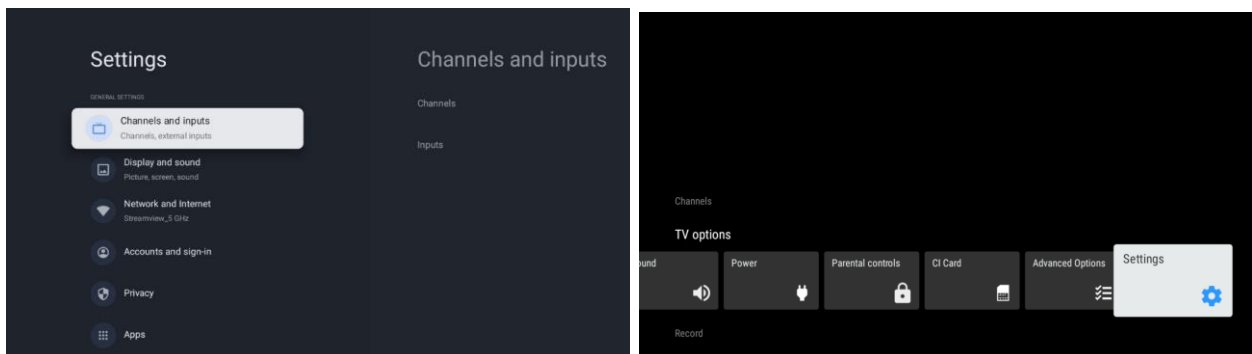 Settings
GENERAL SETTINGS
Channels and inputs
Channels, external inputs
Display and sound
Picture, screen, sound
Network and Internet
Streamview_5 GHz
Accounts and sign-in
Privacy
Apps
Channels and inputs
Channels
Inputs
Channels
TV options
ound
Power
Parental controls
CI Card
Advanced Options
Settings
Record